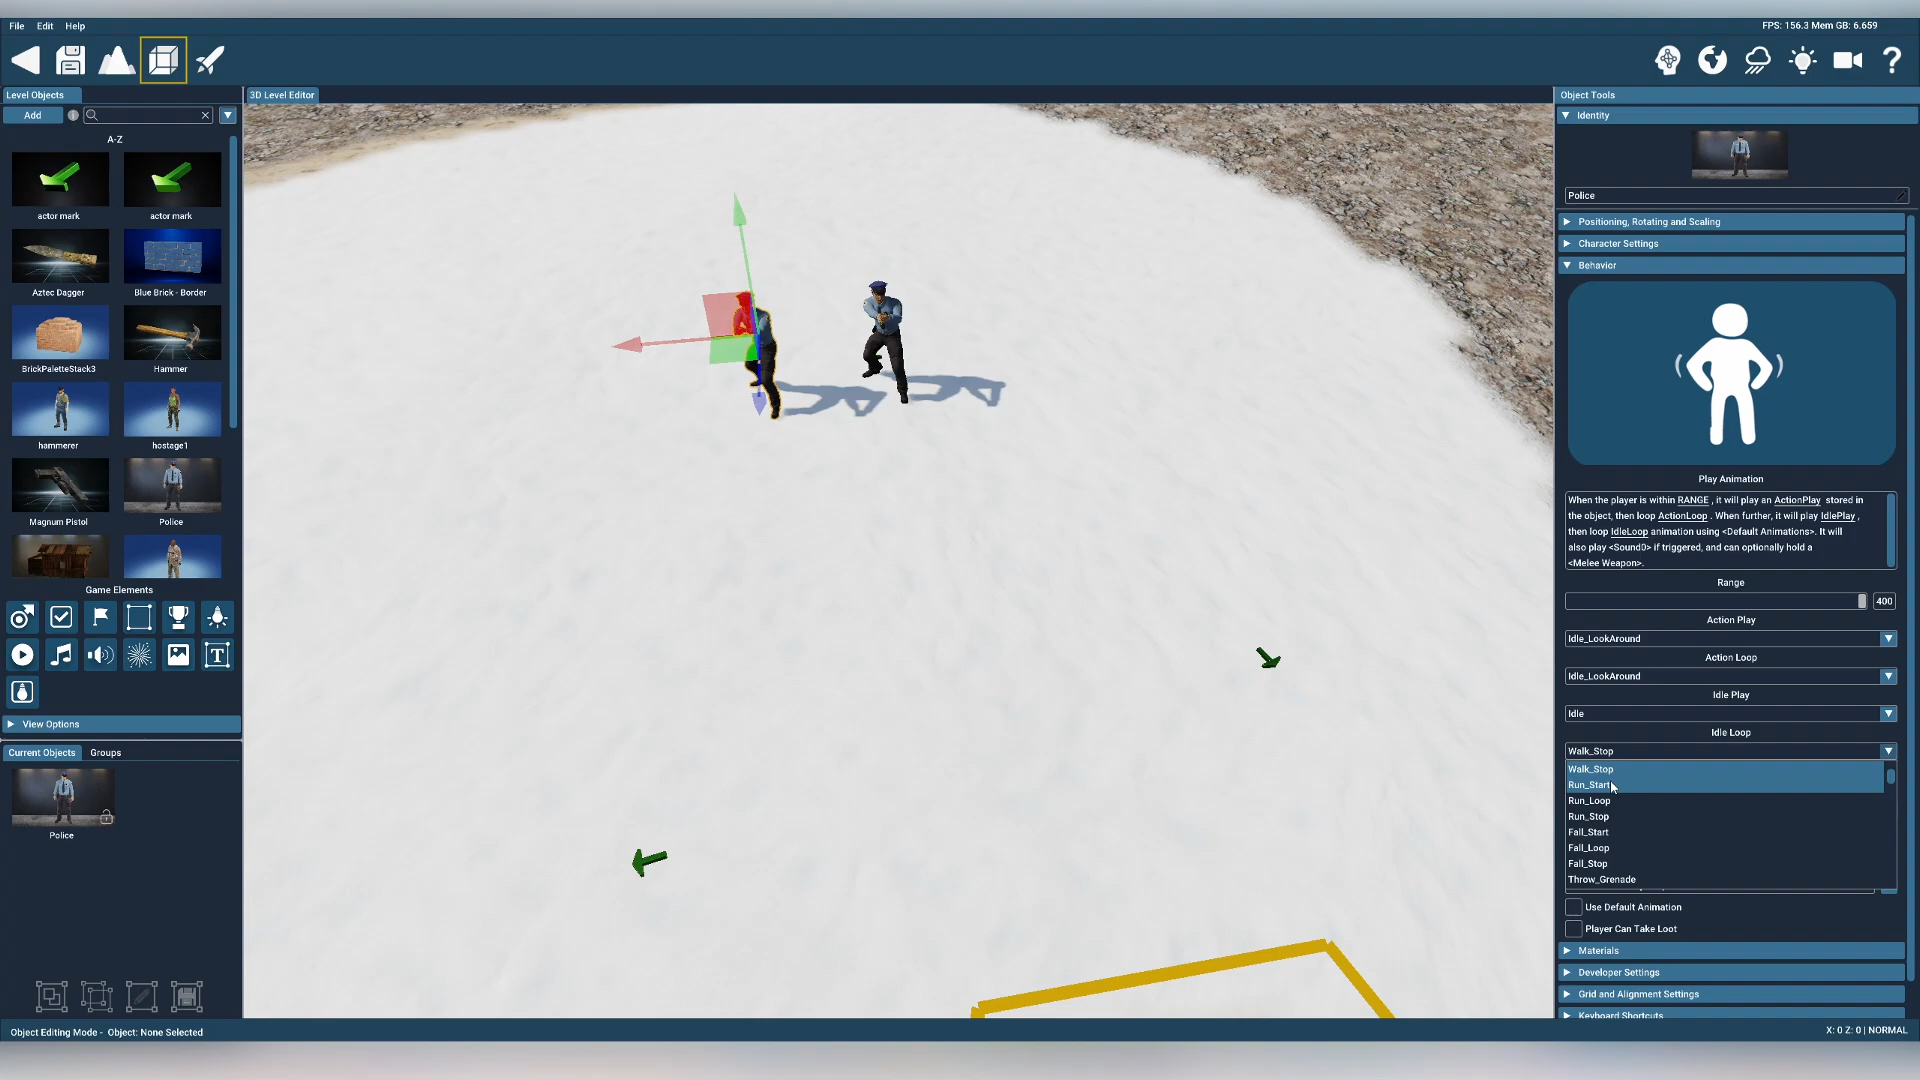 File Edit Help
FPS: 156.3 Mem GB: 6.659
Level Objects
Add
A-Z
actor mark
actor mark
Aztec Dagger
Blue Brick - Border
BrickPaletteStack3
Hammer
hammerer
hostage1
Magnum Pistol
Police
Game Elements
View Options
Current Objects Groups
Police
3D Level Editor
Object Tools
Identity
Police
Positioning, Rotating and Scaling
Character Settings
Behavior
Play Animation
When the player is within RANGE , it will play an ActionPlay stored in
the object, then loop ActionLoop . When further, it will play IdlePlay ,
then loop IdleLoop animation using <Default Animations>. It will
also play <Sound0> if triggered, and can optionally hold a
<Melee Weapon>.
Range
400
Action Play
Idle_LookAround
Action Loop
Idle_LookAround
Idle Play
Idle
Idle Loop
Walk_Stop
Walk_Stop
Run_Start
Run_Loop
Run_Stop
Fall_Start
Fall_Loop
Fall_Stop
Throw_Grenade
Use Default Animation
Player Can Take Loot
Materials
Developer Settings
Grid and Alignment Settings
Keyboard Shortcuts
Object Editing Mode - Object: None Selected
X: 0 Z: 0 | NORMAL